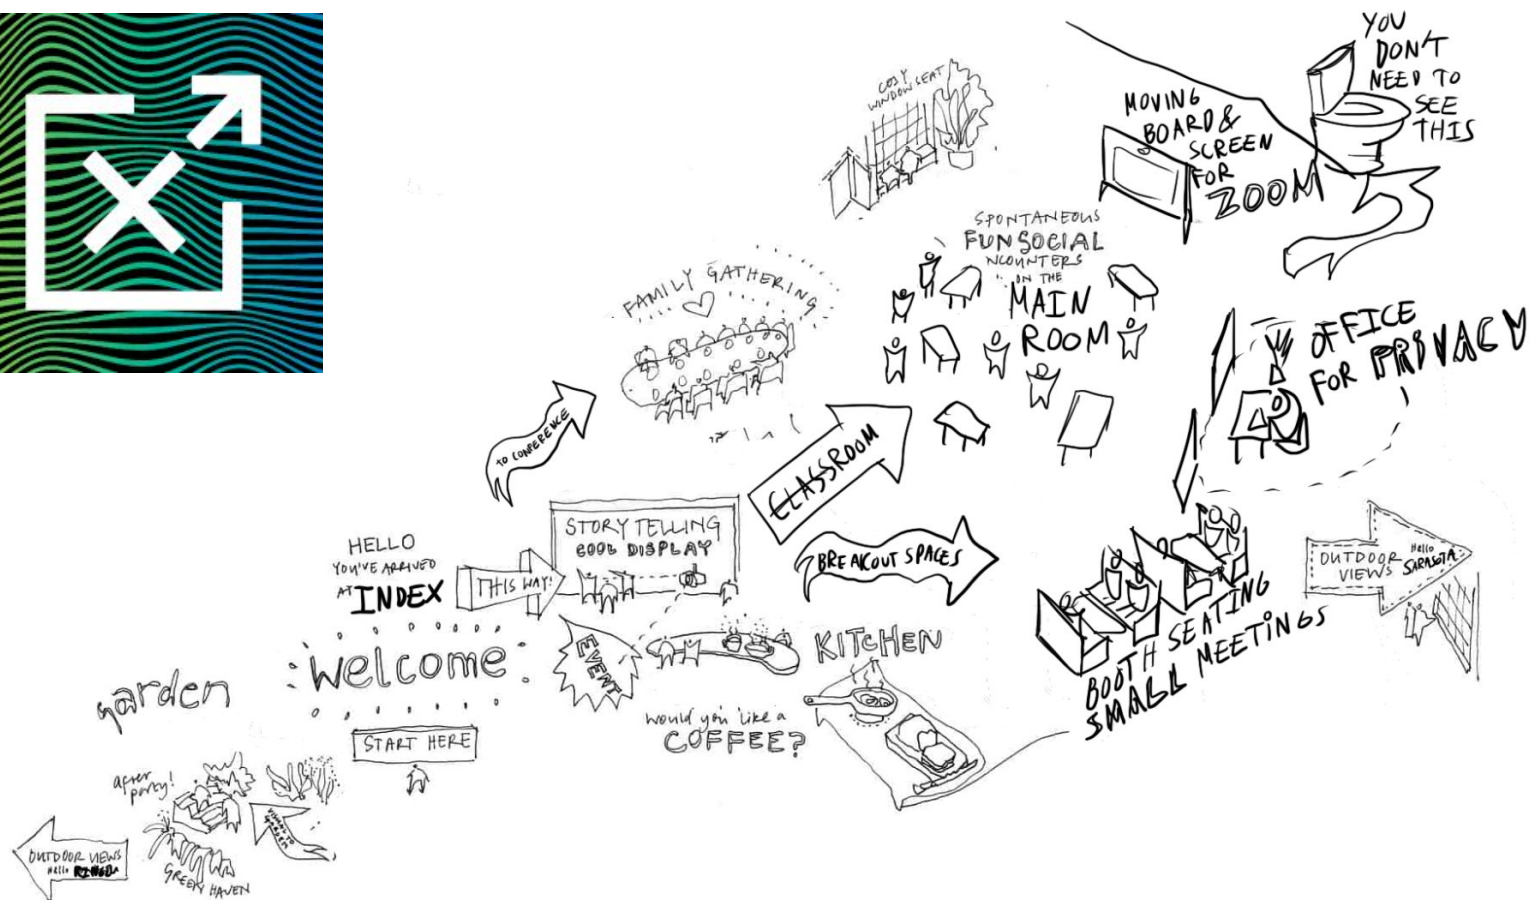 COSY
WINDOW SEAT
YOU
DON'T
NEED TO
SEE
THIS
MOVING
BOARD &
SCREEN
FOR
ZOOM
SPONTANEOUS
FUN SOCIAL
NCOUNTERS
IN THE
MAIN
ROOM
FAMILY GATHERING
OFFICE
FOR PRIVACY
TO CONFERENCE
CLASSROOM
STORY TELLING
COOL DISPLAY
HELLO
YOU'VE ARRIVED
AT INDEX
THIS WAY!
BREAKOUT SPACES
OUTDOOR
VIEWS
Hello
SARASOTA
BOOTH SEATING
SMALL MEETINGS
Welcome
EVENT
KITCHEN
would you like a
COFFEE?
garden
START HERE
after
party!
OUTDOOR VIEWS
Hello
GREEN HAVEN